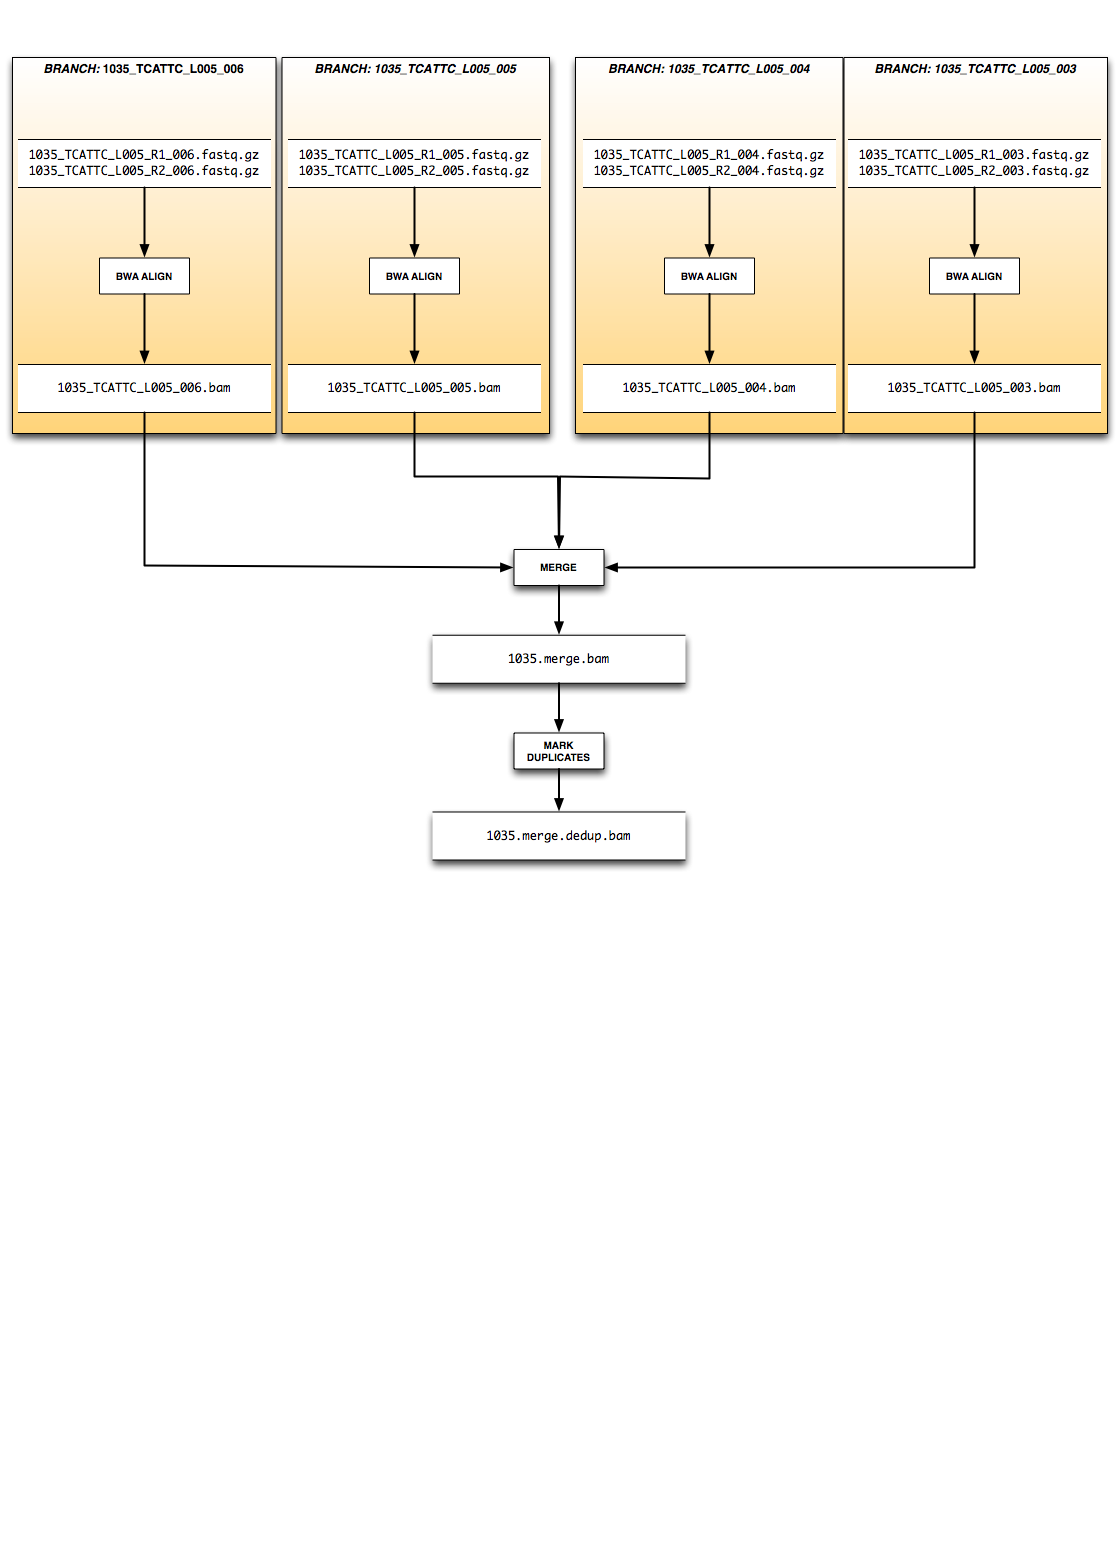 BRANCH: 1035_TCATTC_L005_006
BRANCH: 1035_TCATTC_L005_005
BRANCH: 1035_TCATTC_L005_004
BRANCH: 1035_TCATTC_L005_003
1035_TCATTC_L005_R1_006.fastq.gz
1035_TCATTC_L005_R2_006.fastq.gz
1035_TCATTC_L005_R1_005.fastq.gz
1035_TCATTC_L005_R2_005.fastq.gz
1035_TCATTC_L005_R1_004.fastq.gz
1035_TCATTC_L005_R2_004.fastq.gz
1035_TCATTC_L005_R1_003.fastq.gz
1035_TCATTC_L005_R2_003.fastq.gz
BWA ALIGN
BWA ALIGN
BWA ALIGN
BWA ALIGN
1035_TCATTC_L005_006.bam
1035_TCATTC_L005_005.bam
1035_TCATTC_L005_004.bam
1035_TCATTC_L005_003.bam
MERGE
1035.merge.bam
MARK
DUPLICATES
1035.merge.dedup.bam